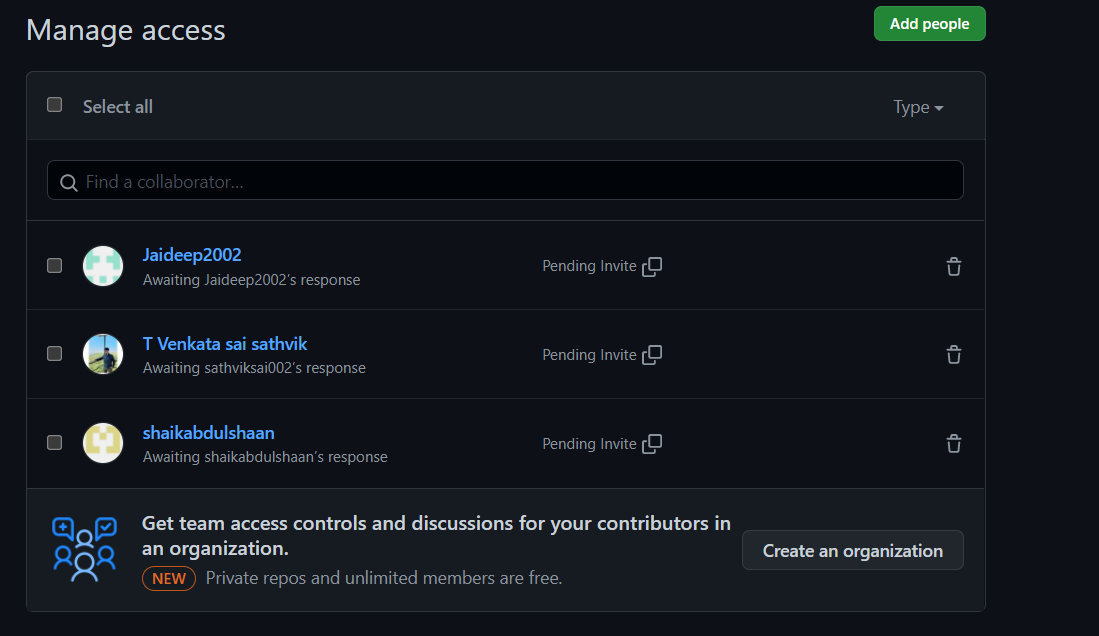 Manage access
Add people
Select all
Type
Find a collaborator...
Jaideep2002
Awaiting Jaideep2002's response
Pending Invite
T Venkata sai sathvik
Awaiting sathviksai002's response
Pending Invite
shaikabdulshaan
Awaiting shaikabdulshaan's response
Pending Invite
Get team access controls and discussions for your contributors in
an organization.
NEW Private repos and unlimited members are free.
Create an organization